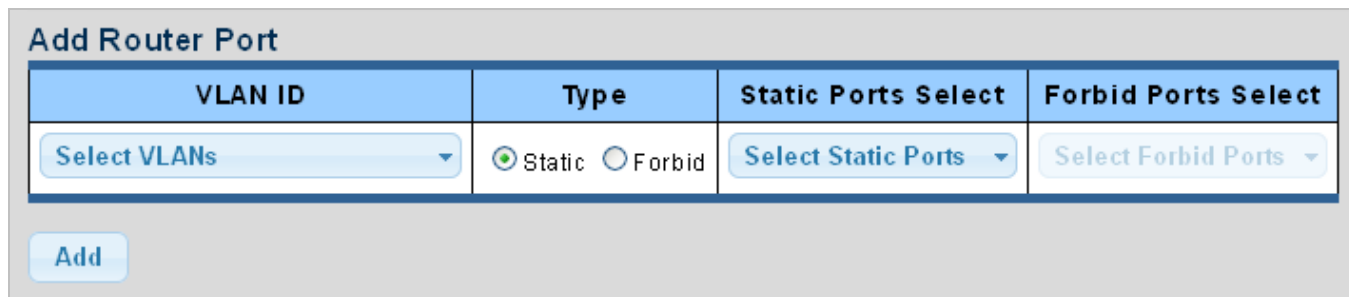 Add Router Port
VLAN ID Type Static Ports Select Forbid Ports Select
Select VLANs Static Forbid Select Static Ports Select Forbid Ports
Add